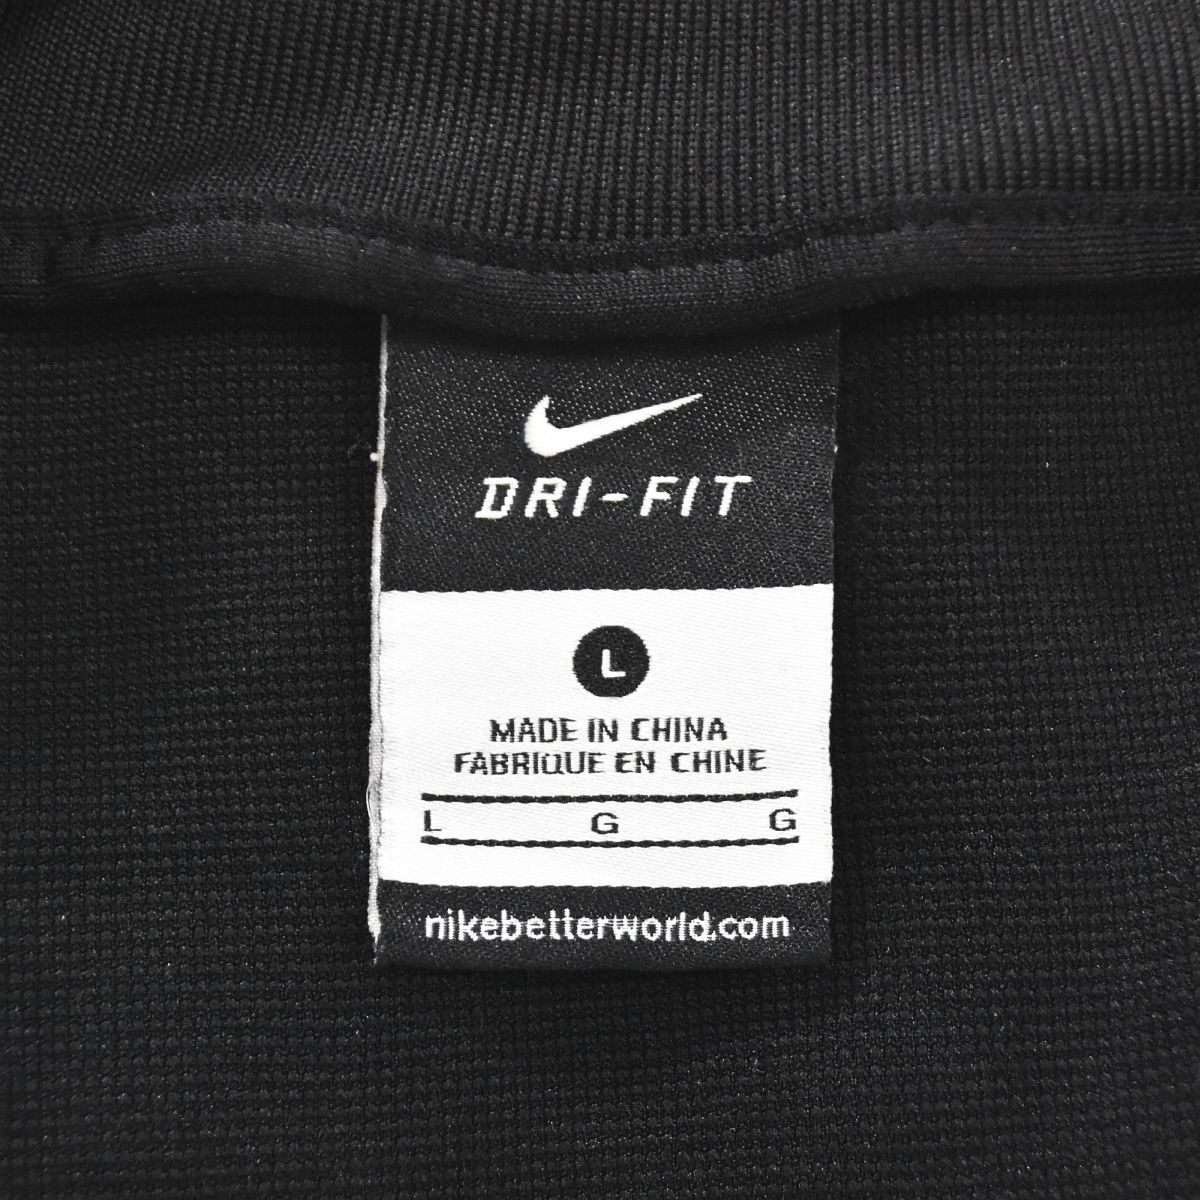 DRI-FIT
L
MADE IN CHINA
FABRIQUE EN CHINE
L G G
nikebetterworld.com